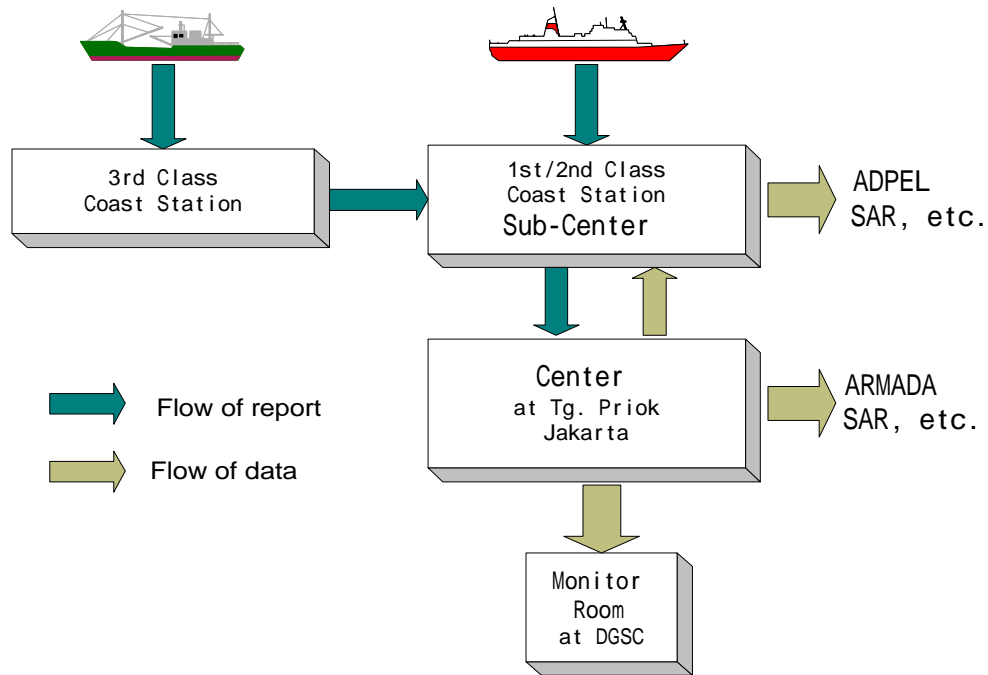 3rd Class
Coast Station
1st/2nd Class
Coast Station
Sub-Center
ADPEL
SAR, etc.
Center
at Tg. Priok
Jakarta
ARMADA
SAR, etc.
Flow of report
Flow of data
Monitor
Room
at DGSC